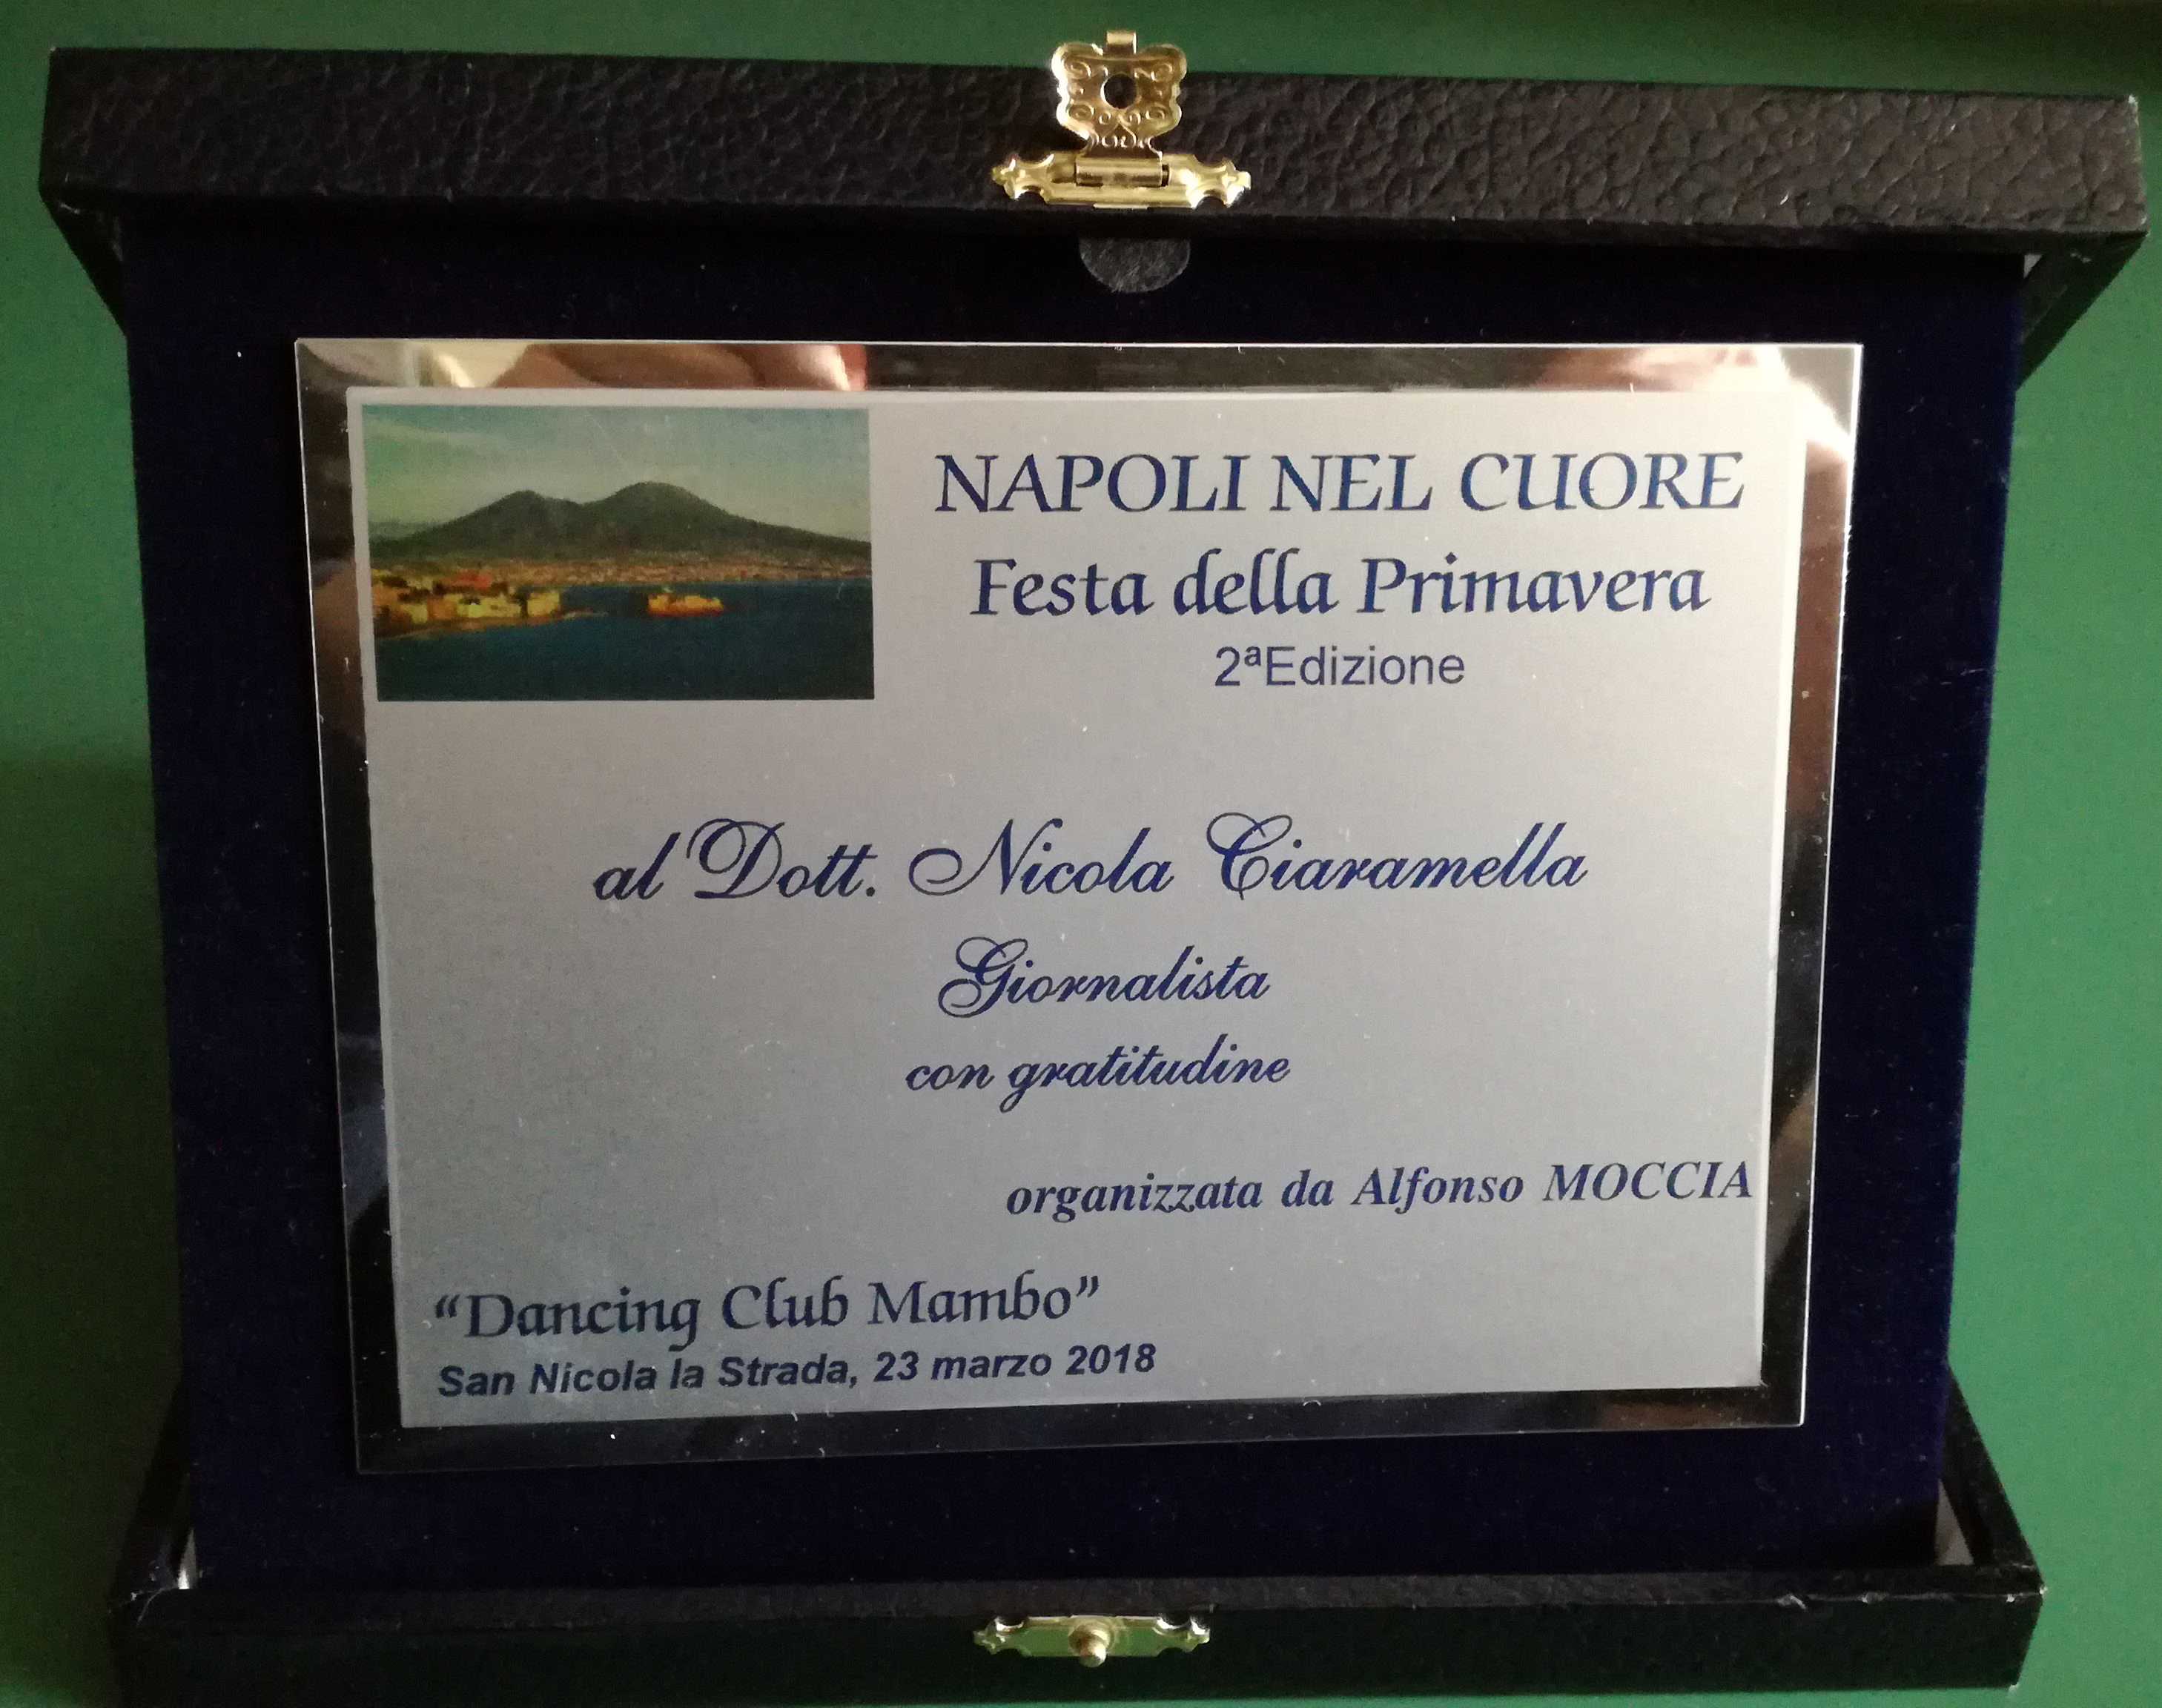 NAPOLI NEL CUORE
Festa della Primavera
2ªEdizione
al Dott. Nicola Ciaramella
Giornalista
con gratitudine
organizzata da Alfonso MOCCIA
“Dancing Club Mambo”
San Nicola la Strada, 23 marzo 2018